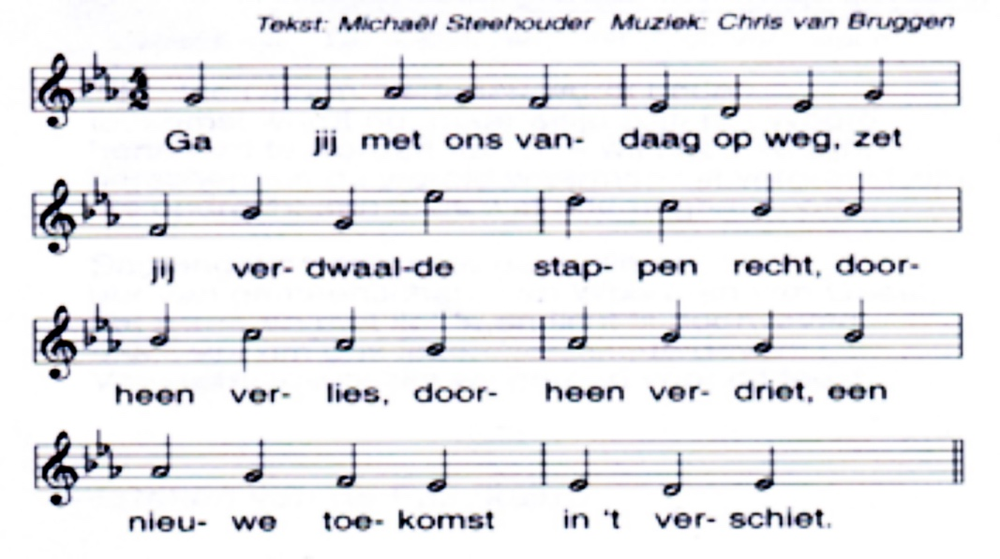 Tekst: Michaël Steehouder Muziek: Chris van Bruggen
Ga jij met ons van- daag op weg, zet
jij ver- dwaal-de stap- pen recht, door-
heen ver- lies, door- heen ver- driet, een
nieu- we toe- komst in 't ver- schiet.